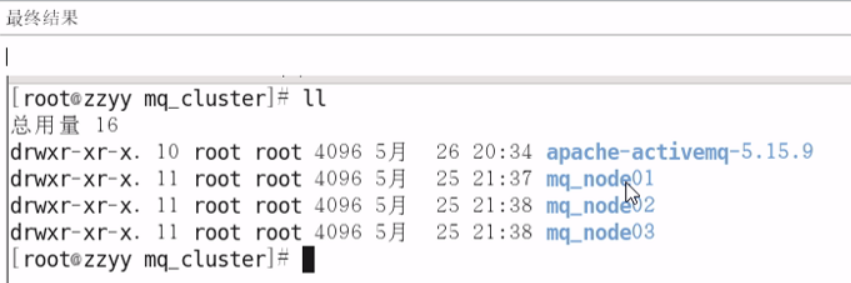 最终结果
[root@zzyy mq_cluster]# ll
总用量 16
drwxr-xr-x. 10 root root 4096 5月  26 20:34 apache-activemq-5.15.9
drwxr-xr-x. 11 root root 4096 5月  25 21:37 mq_node01
drwxr-xr-x. 11 root root 4096 5月  25 21:38 mq_node02
drwxr-xr-x. 11 root root 4096 5月  25 21:38 mq_node03
[root@zzyy mq_cluster]#